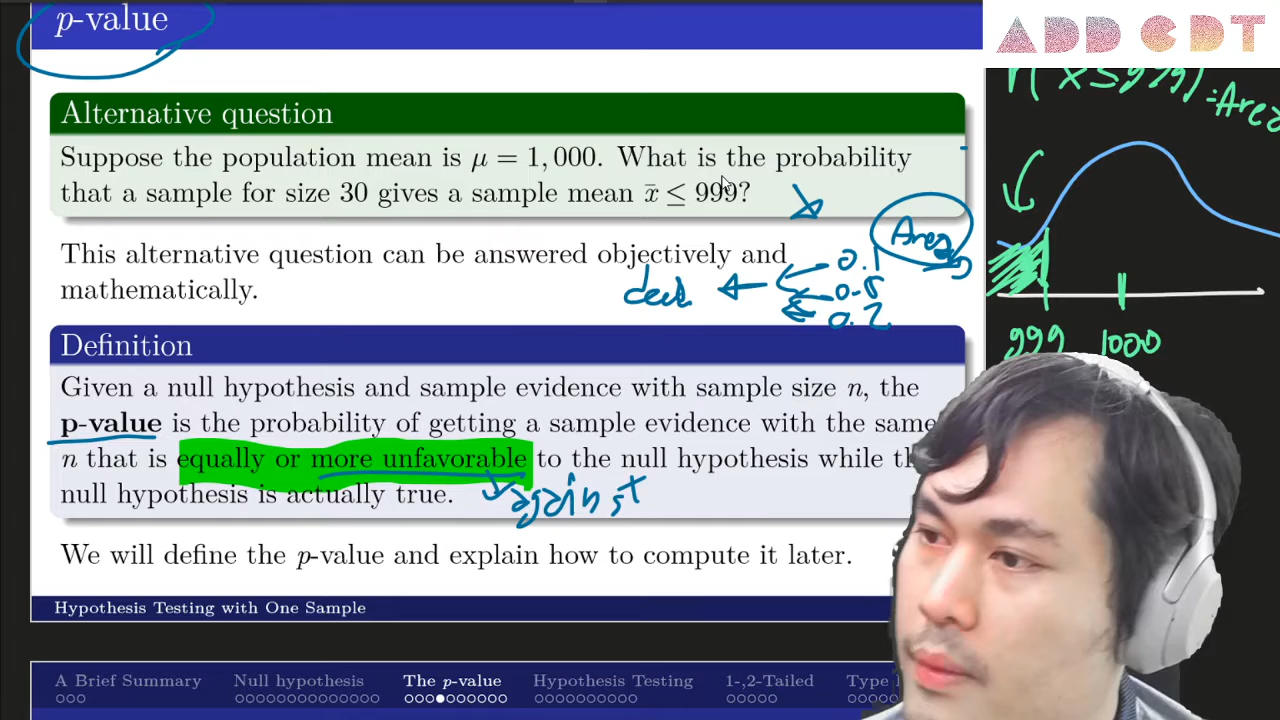 p-value
ADD CDT
Alternative question
Suppose the population mean is μ = 1, 000. What is the probability
that a sample for size 30 gives a sample mean x̄ ≤ 999?
This alternative question can be answered objectively and
mathematically.
Area
0.1
0.5
0.2
Definition
Given a null hypothesis and sample evidence with sample size n, the
p-value is the probability of getting a sample evidence with the same
n that is equally or more unfavorable to the null hypothesis while th
null hypothesis is actually true.
against
We will define the p-value and explain how to compute it later.
Hypothesis Testing with One Sample
A Brief Summary Null hypothesis The p-value Hypothesis Testing 1-,2-Tailed Type
= Area
999 1000